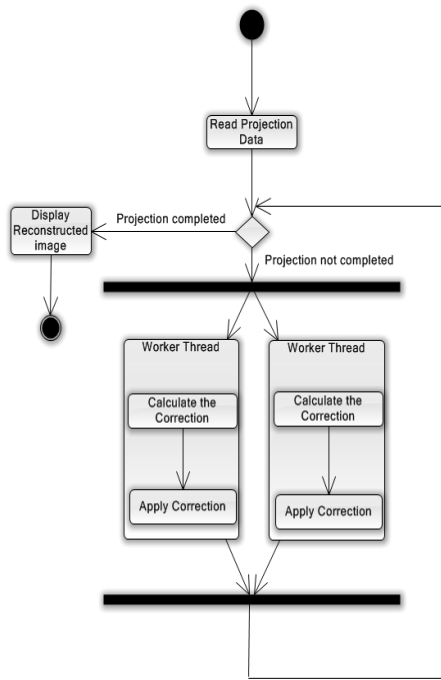 Read Projection
Data
Projection completed
Display
Reconstructed
image
Projection not completed
Worker Thread
Calculate the
Correction
Apply Correction
Worker Thread
Calculate the
Correction
Apply Correction